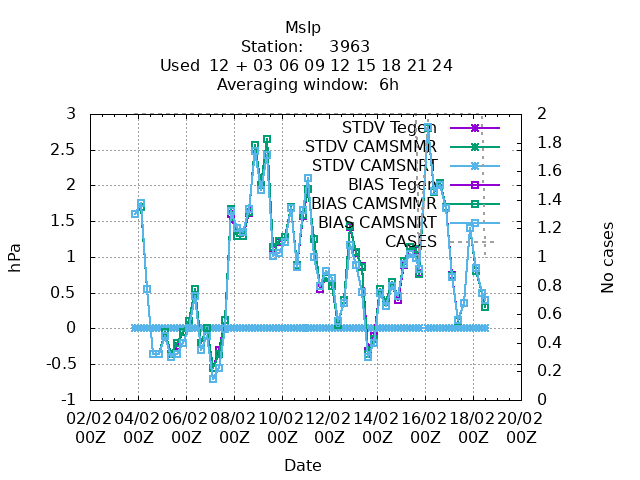 Mslp
Station: 3963
Used 12 + 03 06 09 12 15 18 21 24
Averaging window: 6h
3
2.5
2
1.5
1
0.5
0
-0.5
-1
hPa
2
1.8
1.6
1.4
1.2
1
0.8
0.6
0.4
0.2
0
No cases
STDV Tegen
STDV CAMSMMR
STDV CAMSNRT
BIAS Tegen
BIAS CAMSMMR
BIAS CAMSNRT
CASES
02/02 04/02 06/02 08/02 10/02 12/02 14/02 16/02 18/02 20/02
00Z 00Z 00Z 00Z 00Z 00Z 00Z 00Z 00Z 00Z
Date